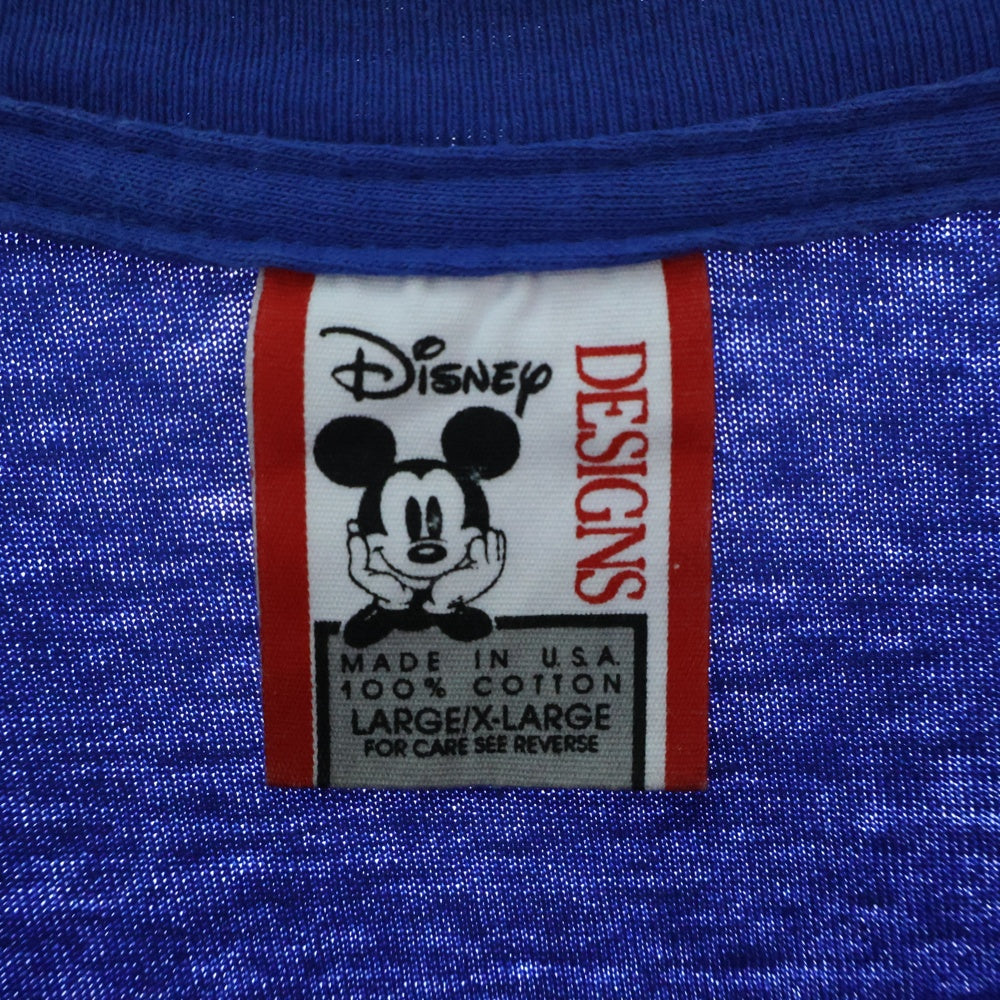 Disney
DESIGNS
MADE IN U.S.A.
100% COTTON
LARGE/X-LARGE
FOR CARE SEE REVERSE